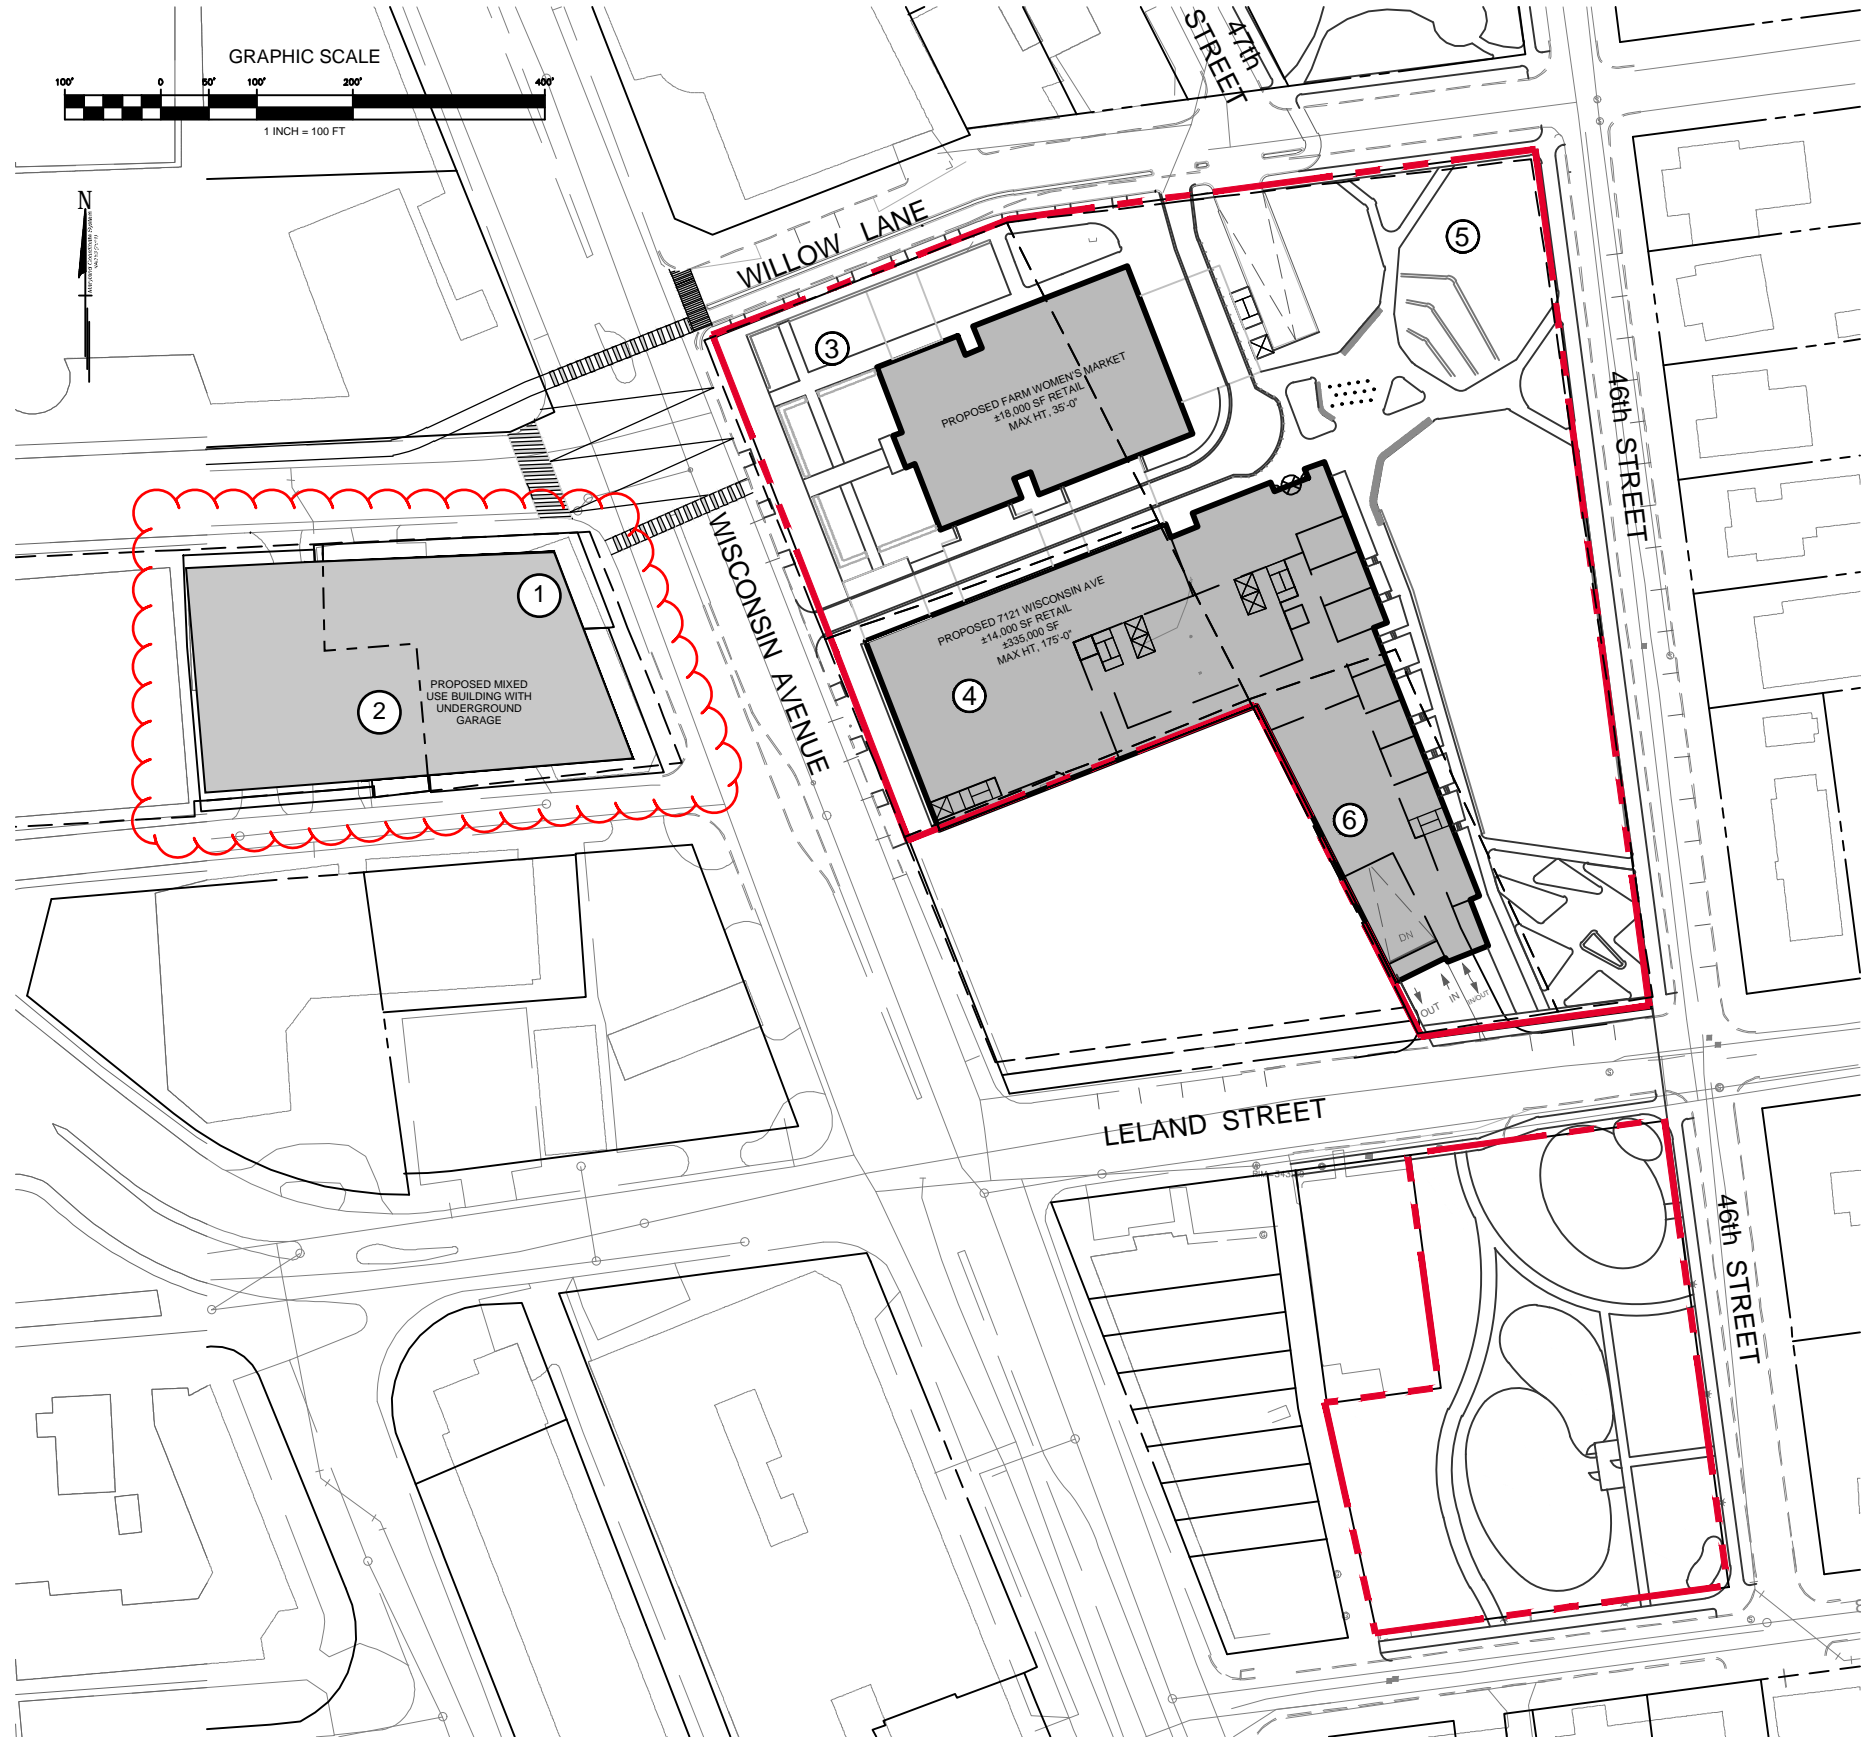 GRAPHIC SCALE
100' 0 50' 100' 200' 400'
1 INCH = 100 FT
N
47th
STREET
WILLOW LANE
5
3
PROPOSED FARM WOMEN'S MARKET
±18,000 SF RETAIL
MAX HT, 35'-0"
46th STREET
WISCONSIN AVENUE
1
PROPOSED 7121 WISCONSIN AVE
±14,000 SF RETAIL
±335,000 SF
MAX HT, 175'-0"
4
PROPOSED MIXED
USE BUILDING WITH
UNDERGROUND
GARAGE
2
6
DN
OUT
IN
IN/OUT
LELAND STREET
46th STREET